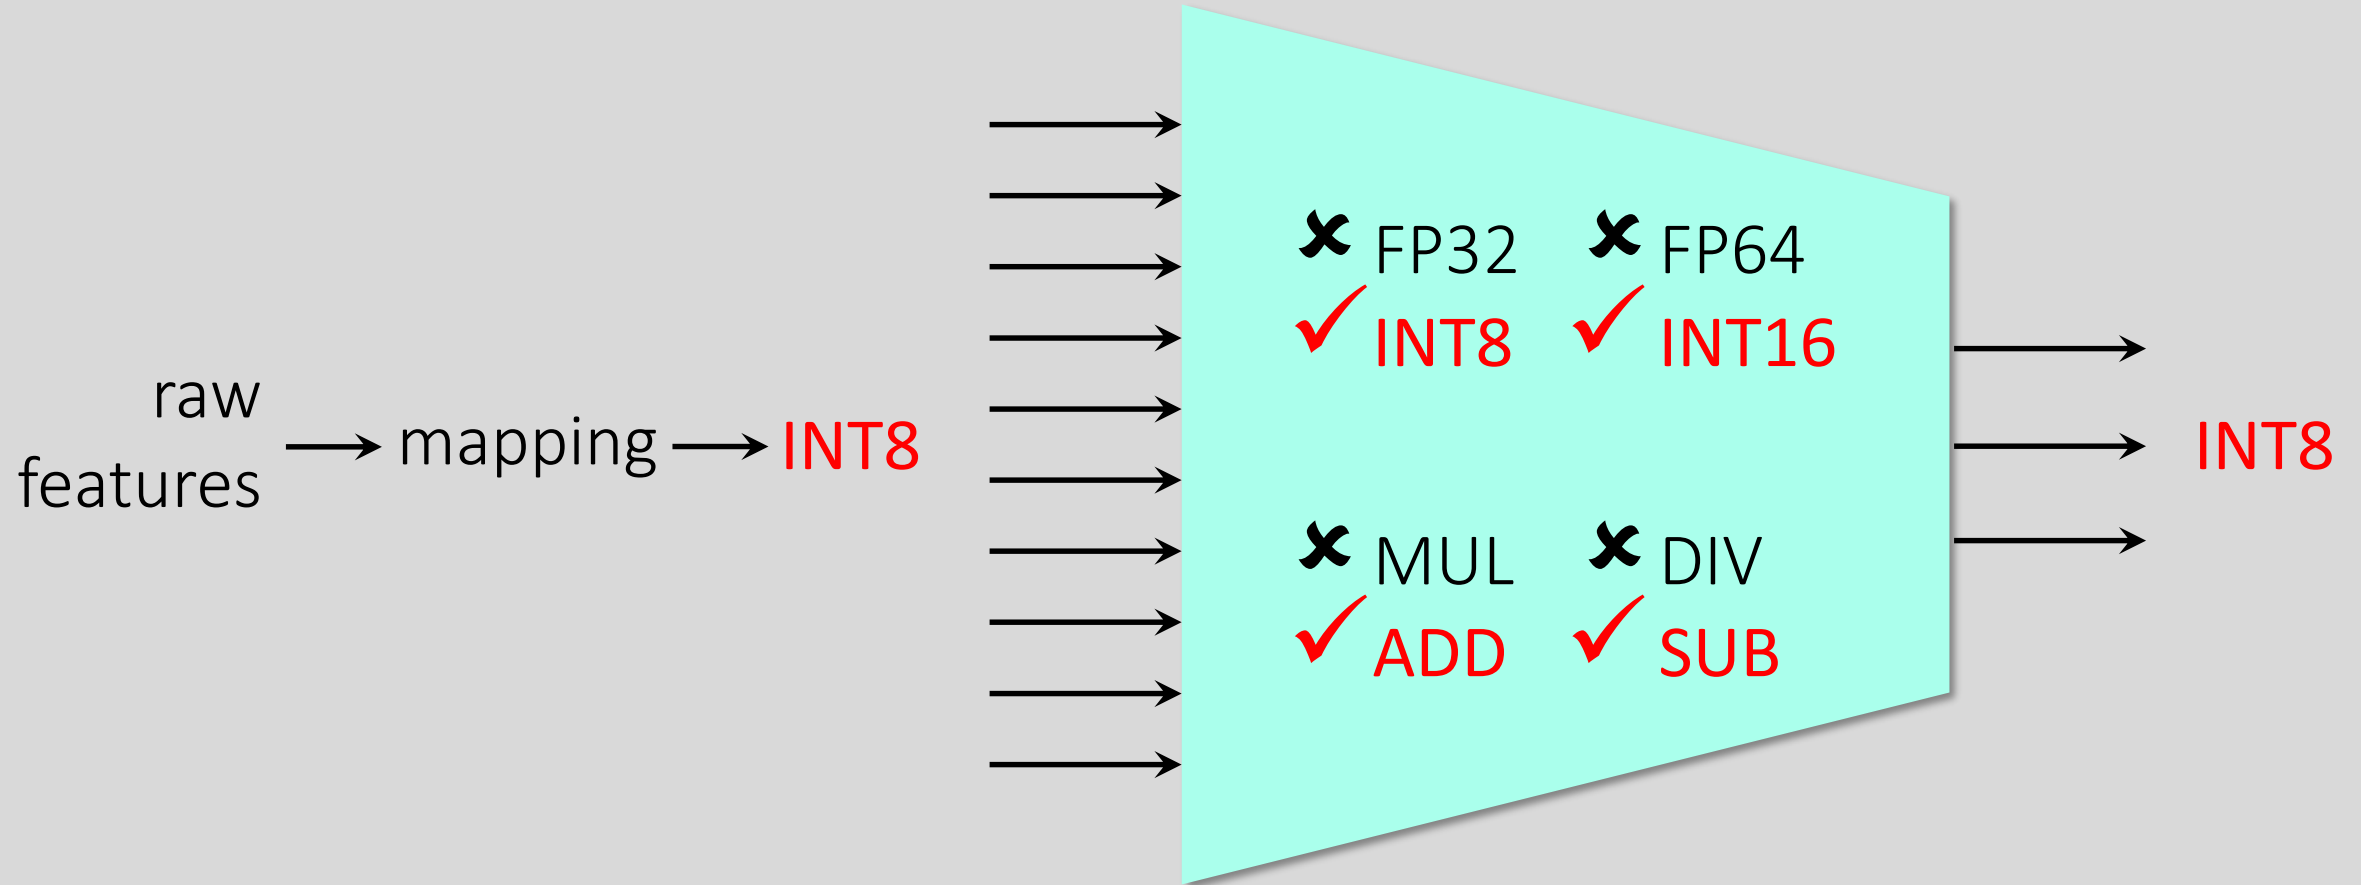 raw
features
mapping
INT8
✘ FP32 ✘ FP64
✓ INT8 ✓ INT16
✘ MUL ✘ DIV
✓ ADD ✓ SUB
INT8